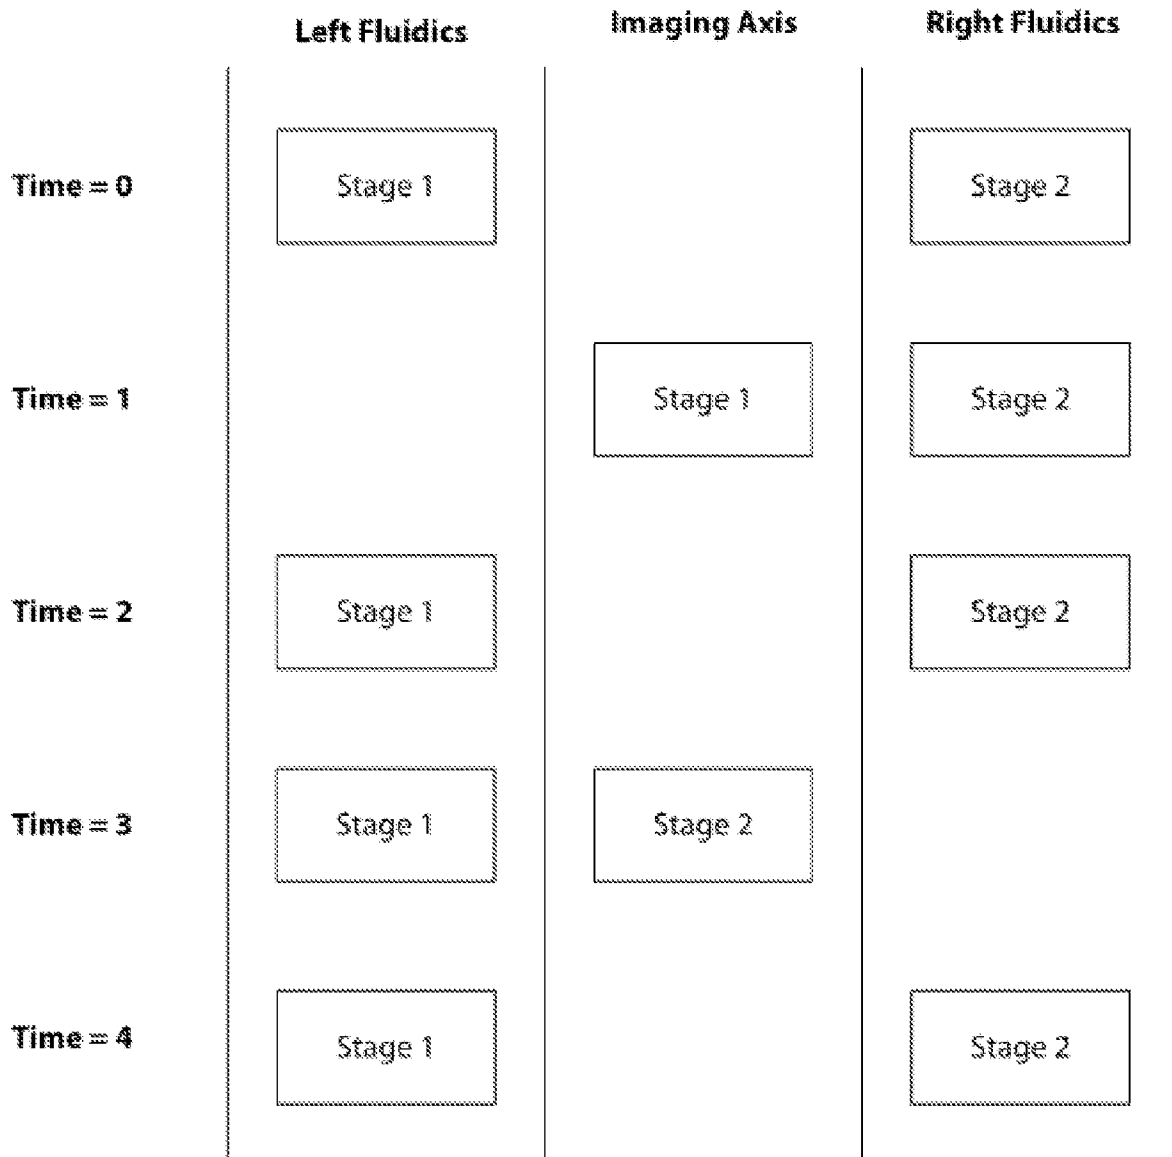 Left Fluidics Imaging Axis Right Fluidics
Time = 0 Stage 1 Stage 2
Time = 1 Stage 1 Stage 2
Time = 2 Stage 1 Stage 2
Time = 3 Stage 1 Stage 2
Time = 4 Stage 1 Stage 2